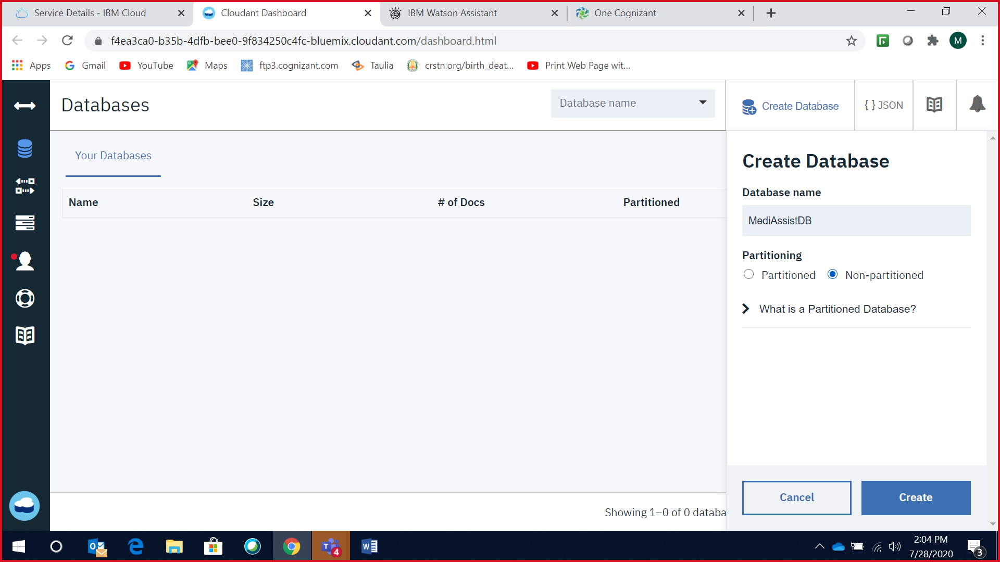 Service Details - IBM Cloud
Cloudant Dashboard
IBM Watson Assistant
One Cognizant
f4ea3ca0-b35b-4dfb-bee0-9f834250c4fc-bluemix.cloudant.com/dashboard.html
M
Apps
Gmail
YouTube
Maps
ftp3.cognizant.com
Taulia
crstn.org/birth_deat...
Print Web Page wit...
Databases
Database name
Create Database
{ } JSON
Your Databases
Name Size # of Docs Partitioned
Create Database
Database name
MediAssistDB
Partitioning
Partitioned Non-partitioned
What is a Partitioned Database?
Cancel Create
Showing 1–0 of 0 databa
2:04 PM
7/28/2020
4
3